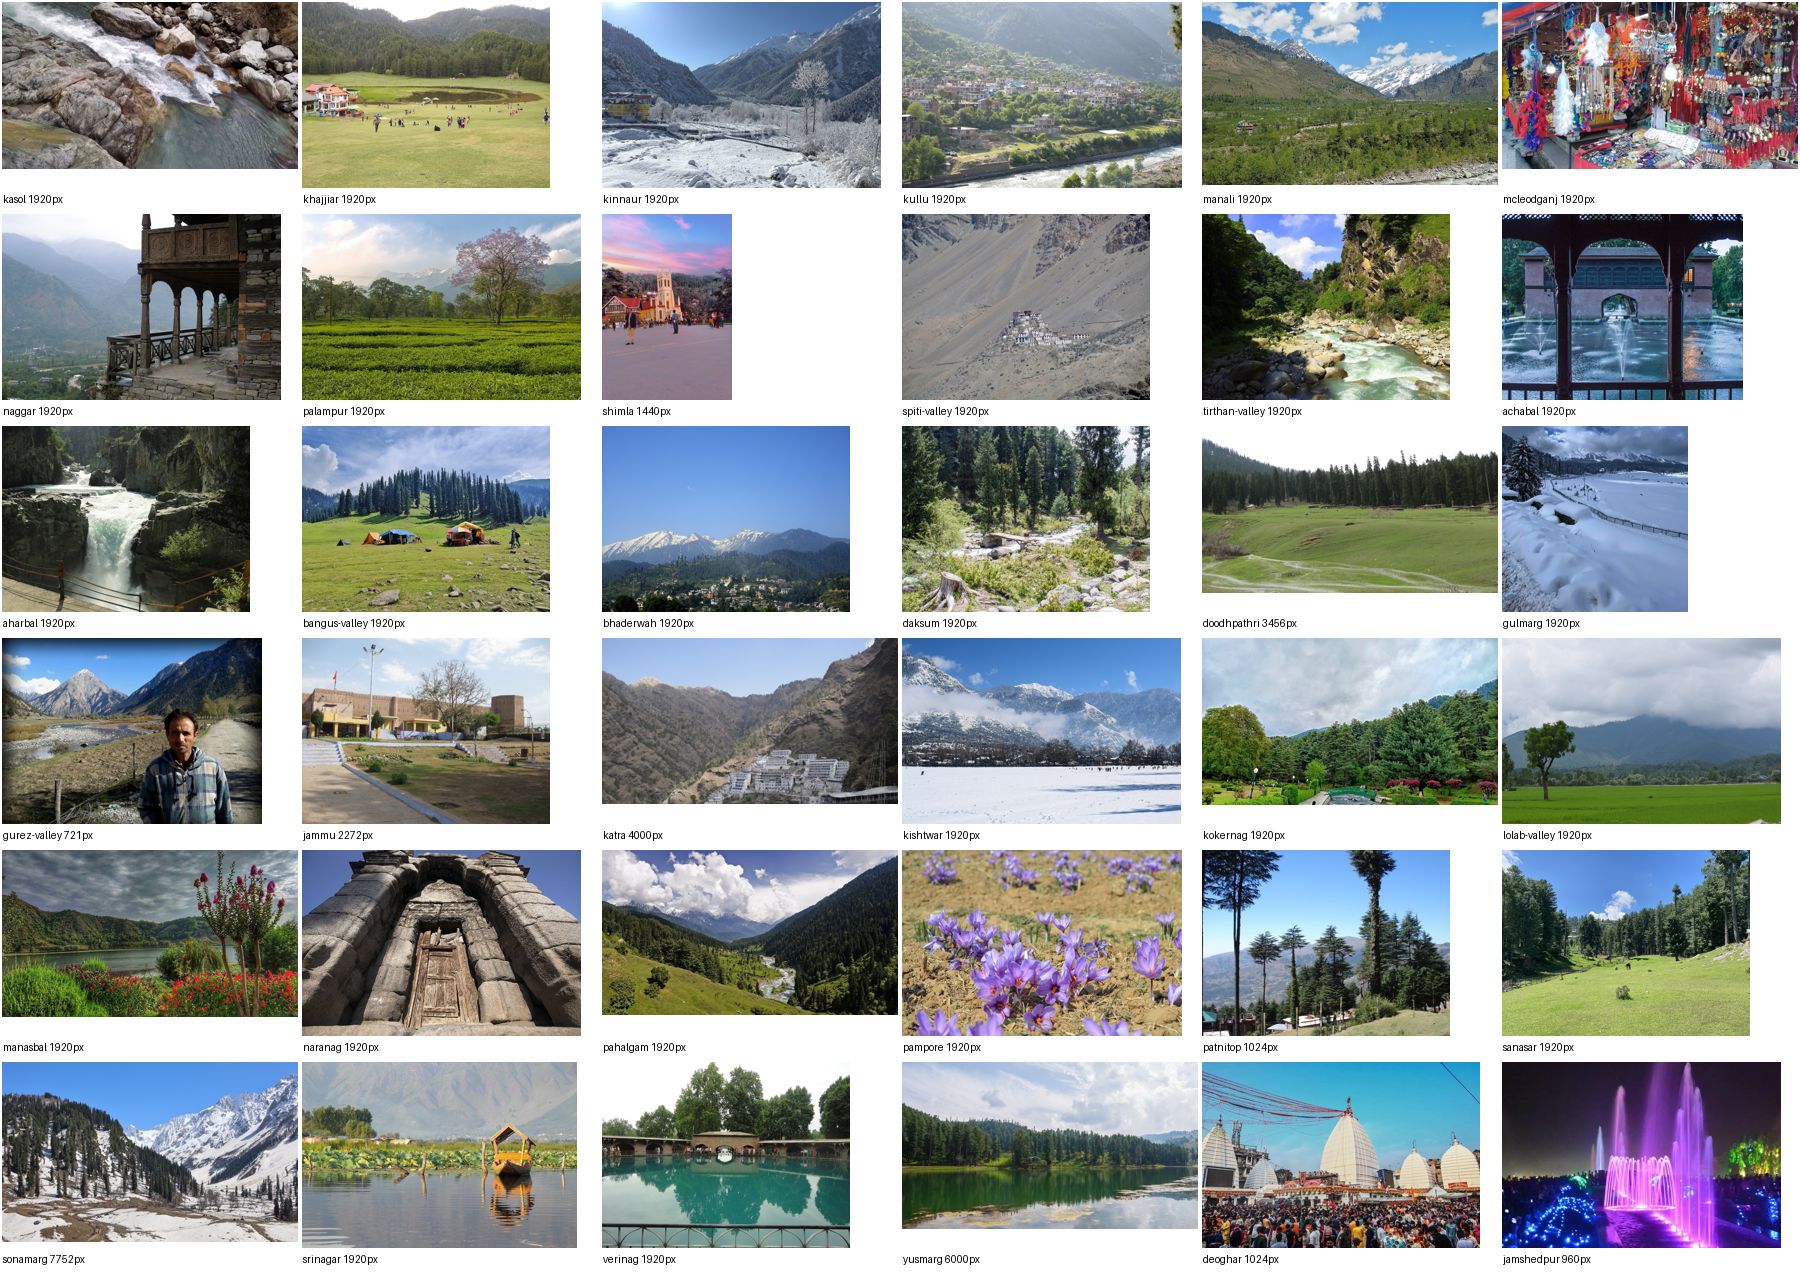 kasol 1920px
khajjiar 1920px
kinnaur 1920px
kullu 1920px
manali 1920px
mcleodganj 1920px
naggar 1920px
palampur 1920px
shimla 1440px
spiti-valley 1920px
tirthan-valley 1920px
achabal 1920px
aharbal 1920px
bangus-valley 1920px
bhaderwah 1920px
daksum 1920px
doodhpathri 3456px
gulmarg 1920px
gurez-valley 721px
jammu 2272px
katra 4000px
kishtwar 1920px
kokernag 1920px
lolab-valley 1920px
manasbal 1920px
naranag 1920px
pahalgam 1920px
pampore 1920px
patnitop 1024px
sanasar 1920px
sonamarg 7752px
srinagar 1920px
verinag 1920px
yusmarg 6000px
deoghar 1024px
jamshedpur 960px